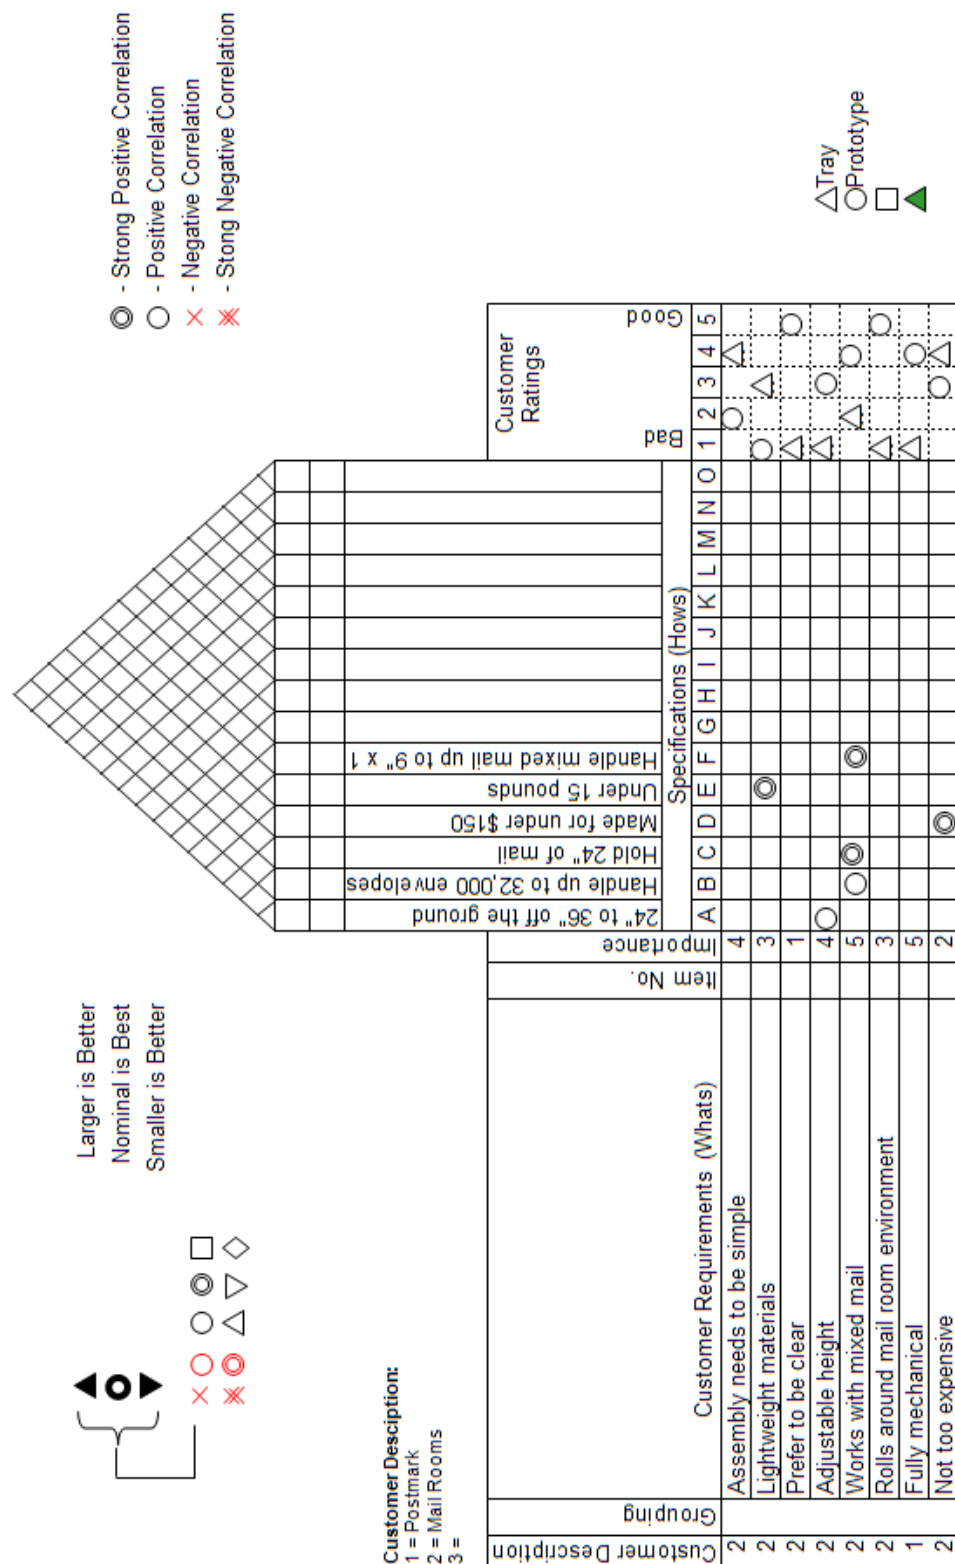 Larger is Better
Nominal is Best
Smaller is Better
- Strong Positive Correlation
- Positive Correlation
- Negative Correlation
- Stong Negative Correlation
Customer Desciption:
1 = Postmark
2 = Mail Rooms
3 =
Customer Description
Grouping
Customer Requirements (Whats)
Item No.
Importance
24" to 36" off the ground
Handle up to 32,000 envelopes
Hold 24" of mail
Made for under $150
Under 15 pounds
Handle mixed mail up to 9" x 1
Specifications (Hows)
A B C D E F G H I J K L M N O
Customer
Ratings
Bad Good
1 2 3 4 5
2 Assembly needs to be simple 4
2 Lightweight materials 3
2 Prefer to be clear 1
2 Adjustable height 4
2 Works with mixed mail 5
2 Rolls around mail room environment 3
1 Fully mechanical 5
2 Not too expensive 2
Tray
Prototype